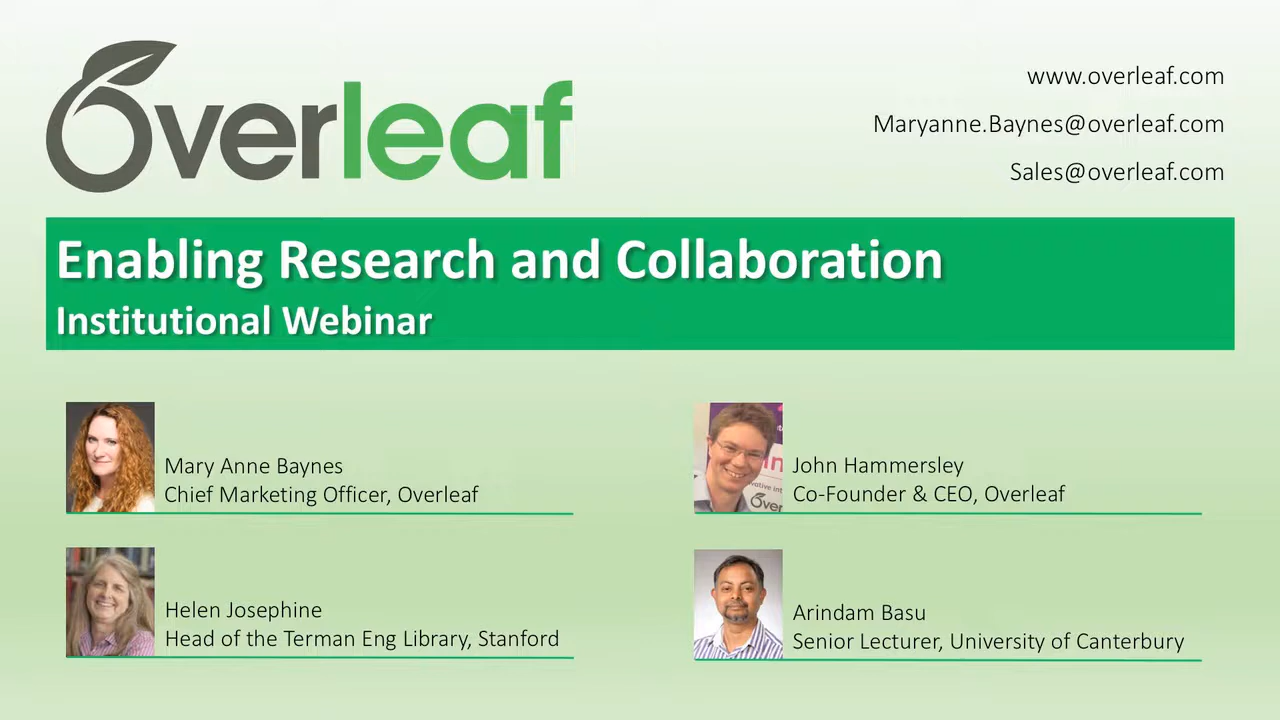 Overleaf
www.overleaf.com
Maryanne.Baynes@overleaf.com
Sales@overleaf.com
Enabling Research and Collaboration
Institutional Webinar
Mary Anne Baynes
Chief Marketing Officer, Overleaf
John Hammersley
Co-Founder & CEO, Overleaf
Helen Josephine
Head of the Terman Eng Library, Stanford
Arindam Basu
Senior Lecturer, University of Canterbury